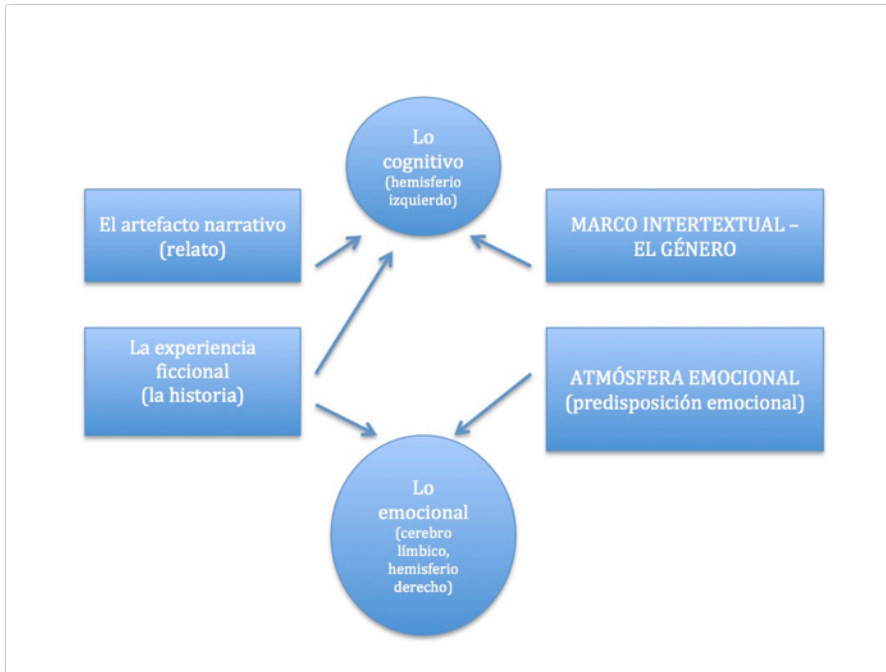 Lo
cognitivo
(hemisferio
izquierdo)
El artefacto narrativo
(relato)
MARCO INTERTEXTUAL –
EL GÉNERO
La experiencia
ficcional
(la historia)
ATMÓSFERA EMOCIONAL
(predisposición emocional)
Lo
emocional
(cerebro
límbico,
hemisferio
derecho)